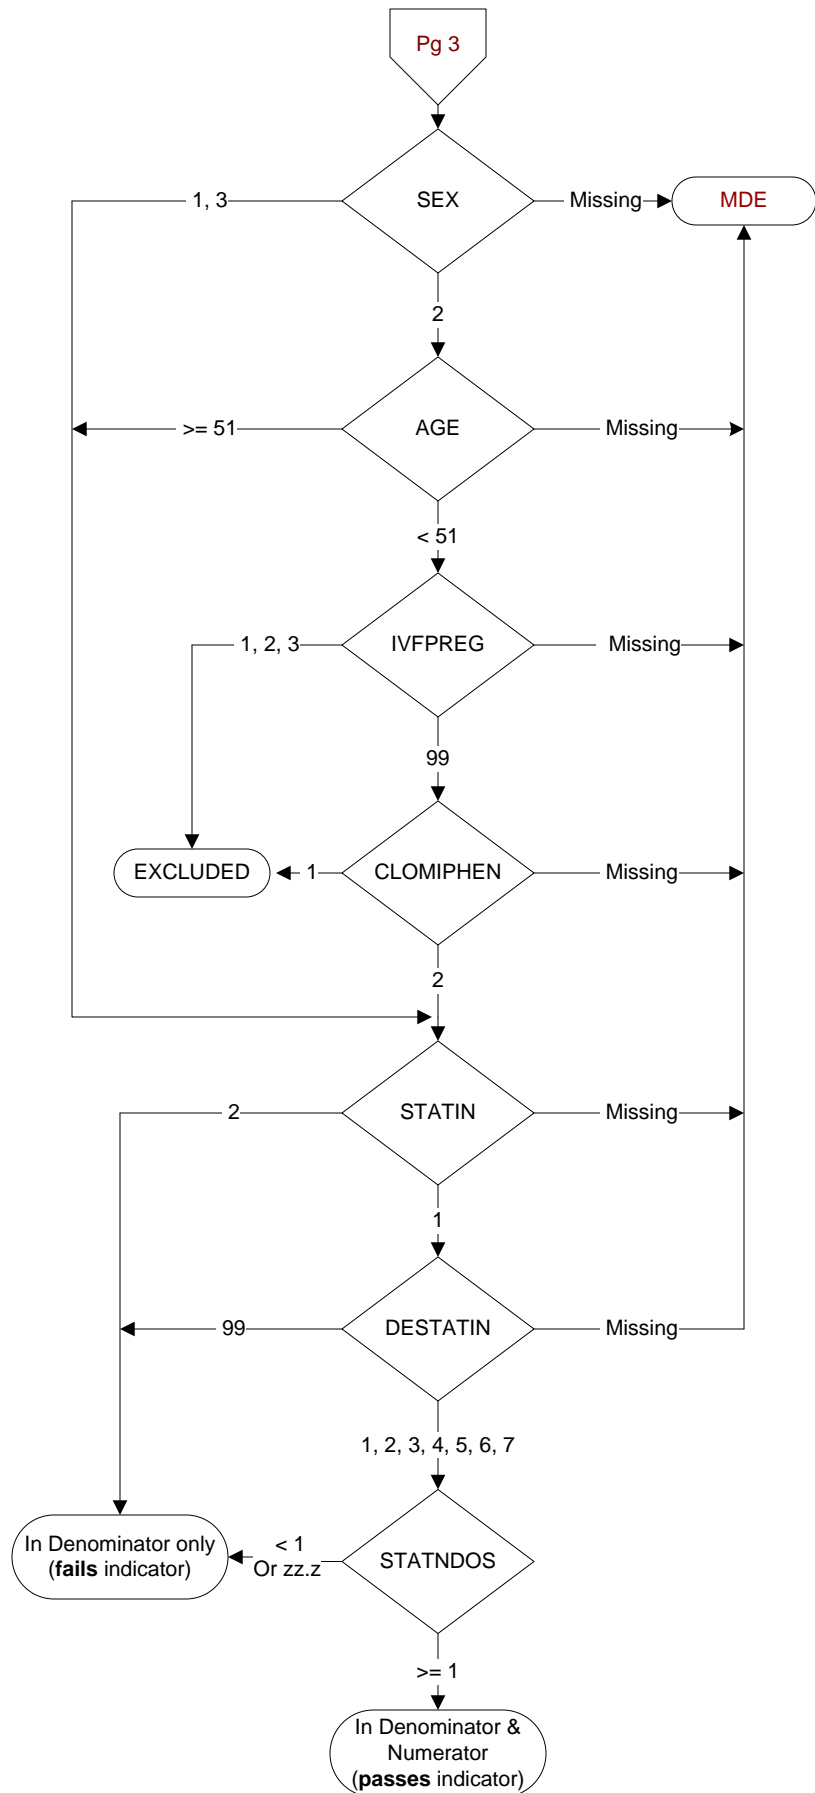 Pg 3
SEX
1, 3
Missing
MDE
2
AGE
>= 51
Missing
< 51
IVFPREG
1, 2, 3
Missing
99
EXCLUDED
1
CLOMIPHEN
Missing
2
STATIN
2
Missing
1
DESTATIN
99
Missing
1, 2, 3, 4, 5, 6, 7
In Denominator only
(fails indicator)
< 1
Or zz.z
STATNDOS
>= 1
In Denominator &
Numerator
(passes indicator)